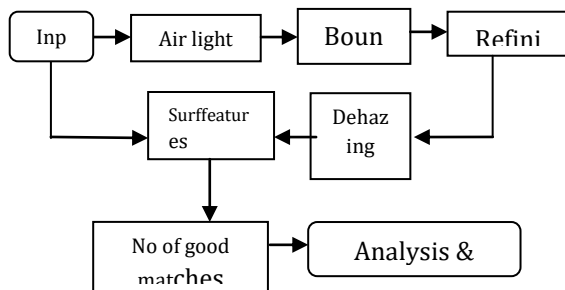 Inp
Air light
Boun
Refini
Surffeatur
es
Dehaz
ing
No of good
matches
Analysis &